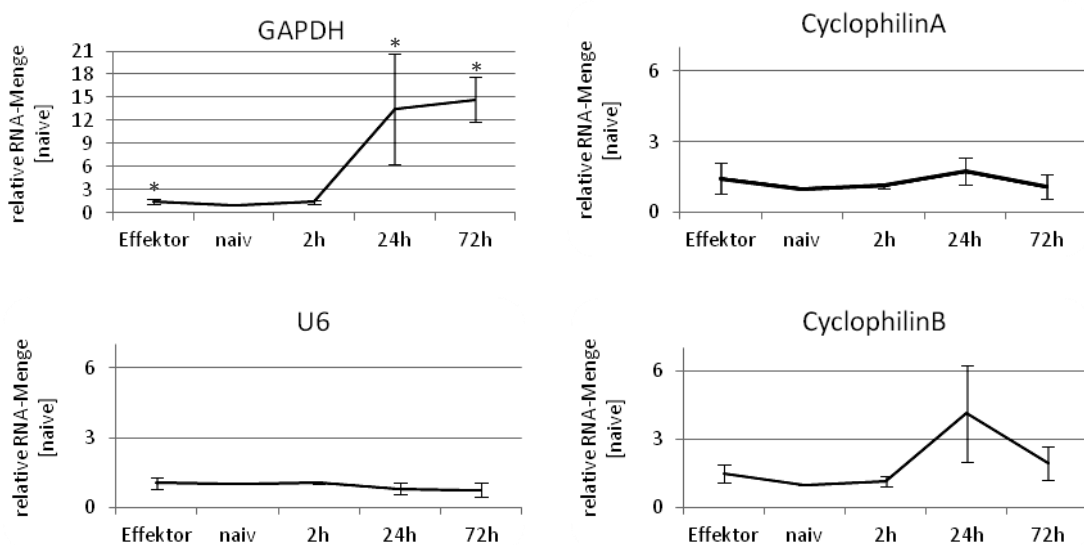 GAPDH
relative RNA-Menge
[naive]
21
18
15
12
9
6
3
0
*
*
*
Effektor naiv 2h 24h 72h
CyclophilinA
relative RNA-Menge
[naive]
6
3
0
Effektor naiv 2h 24h 72h
U6
relative RNA-Menge
[naive]
6
3
0
Effektor naiv 2h 24h 72h
CyclophilinB
relative RNA-Menge
[naive]
6
3
0
Effektor naiv 2h 24h 72h